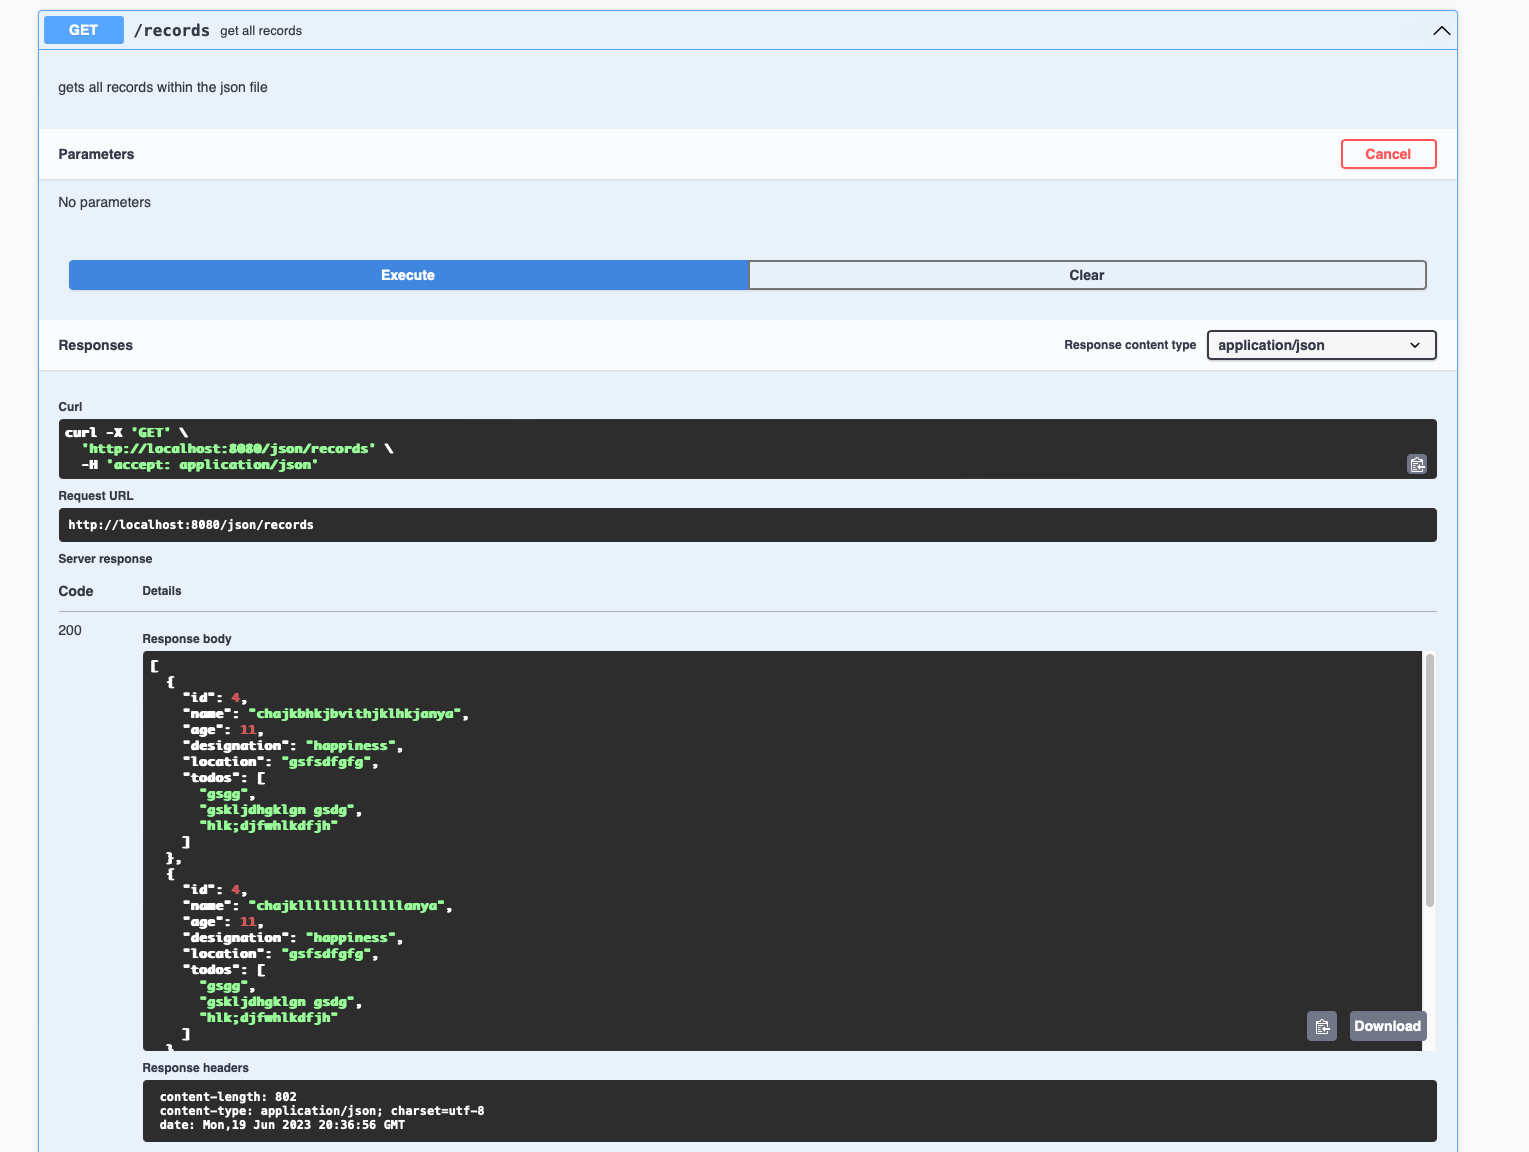 GET /records get all records
gets all records within the json file
Parameters Cancel
No parameters
Execute Clear
Responses Response content type application/json
Curl
curl -X 'GET' \
  'http://localhost:8080/json/records' \
  -H 'accept: application/json'
Request URL
http://localhost:8080/json/records
Server response
Code Details
200
Response body
[
  {
    "id": 4,
    "name": "chajkbhkjbvithjklhkjanya",
    "age": 11,
    "designation": "happiness",
    "location": "gsfsdfgfg",
    "todos": [
      "gsgg",
      "gskljdhgklgn gsdg",
      "hlk;djfwhlkdfjh"
    ]
  },
  {
    "id": 4,
    "name": "chajklllllllllllllanya",
    "age": 11,
    "designation": "happiness",
    "location": "gsfsdfgfg",
    "todos": [
      "gsgg",
      "gskljdhgklgn gsdg",
      "hlk;djfwhlkdfjh"
    ]
  }
Download
Response headers
content-length: 802
content-type: application/json; charset=utf-8
date: Mon,19 Jun 2023 20:36:56 GMT